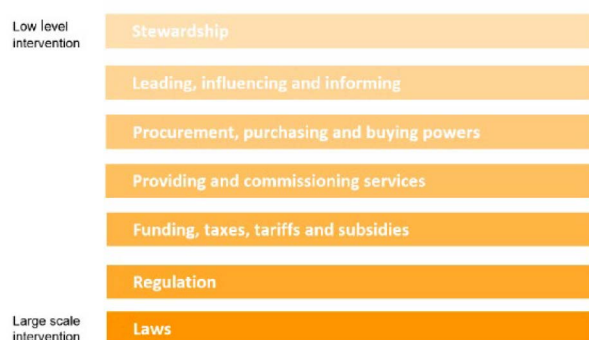 Low level
intervention
Stewardship
Leading, influencing and informing
Procurement, purchasing and buying powers
Providing and commissioning services
Funding, taxes, tariffs and subsidies
Regulation
Large scale
intervention
Laws